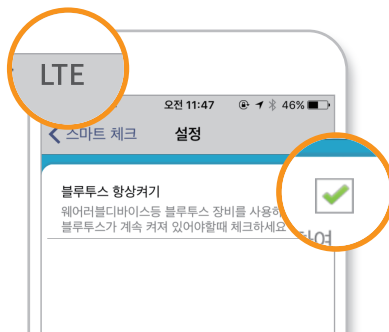 LTE
오전 11:47 46%
스마트 체크 설정
블루투스 항상켜기
웨어러블디바이스등 블루투스 장비를 사용하
블루투스가 계속 켜져 있어야할때 체크하세요
하여